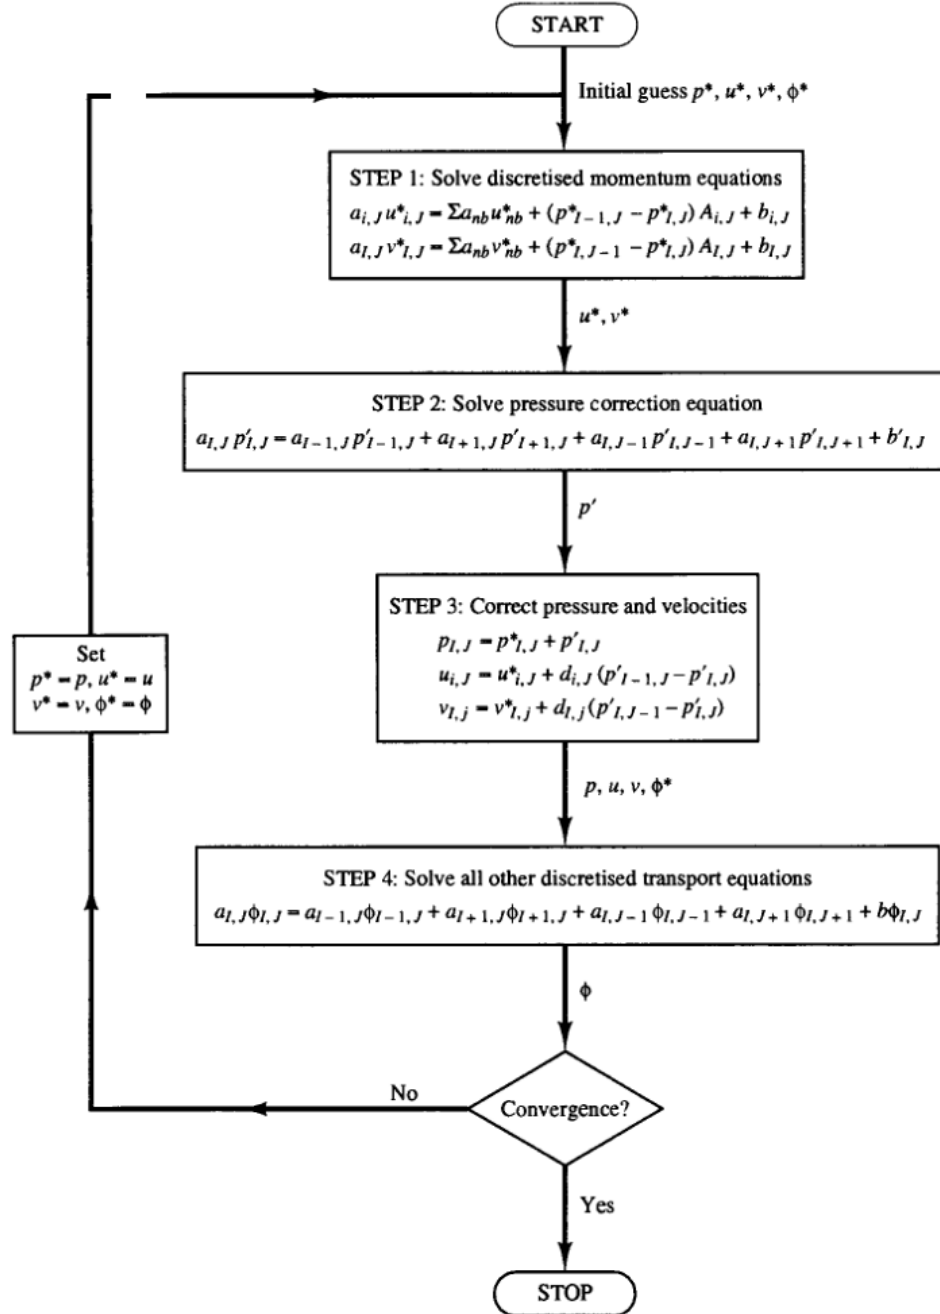 START
Initial guess p*, u*, v*, ϕ*
STEP 1: Solve discretised momentum equations
a_{i,J} u*_{i,J} = Σa_{nb} u*_{nb} + (p*_{I−1,J} − p*_{I,J}) A_{i,J} + b_{i,J}
a_{I,J} v*_{I,J} = Σa_{nb} v*_{nb} + (p*_{I,J−1} − p*_{I,J}) A_{I,J} + b_{I,J}
u*, v*
STEP 2: Solve pressure correction equation
a_{I,J} p′_{I,J} = a_{I−1,J} p′_{I−1,J} + a_{I+1,J} p′_{I+1,J} + a_{I,J−1} p′_{I,J−1} + a_{I,J+1} p′_{I,J+1} + b′_{I,J}
p′
STEP 3: Correct pressure and velocities
p_{I,J} = p*_{I,J} + p′_{I,J}
u_{i,J} = u*_{i,J} + d_{i,J} (p′_{I−1,J} − p′_{I,J})
v_{I,j} = v*_{I,j} + d_{I,j} (p′_{I,J−1} − p′_{I,J})
Set
p* = p, u* = u
v* = v, ϕ* = ϕ
p, u, v, ϕ*
STEP 4: Solve all other discretised transport equations
a_{I,J} ϕ_{I,J} = a_{I−1,J} ϕ_{I−1,J} + a_{I+1,J} ϕ_{I+1,J} + a_{I,J−1} ϕ_{I,J−1} + a_{I,J+1} ϕ_{I,J+1} + bϕ_{I,J}
ϕ
No
Convergence?
Yes
STOP